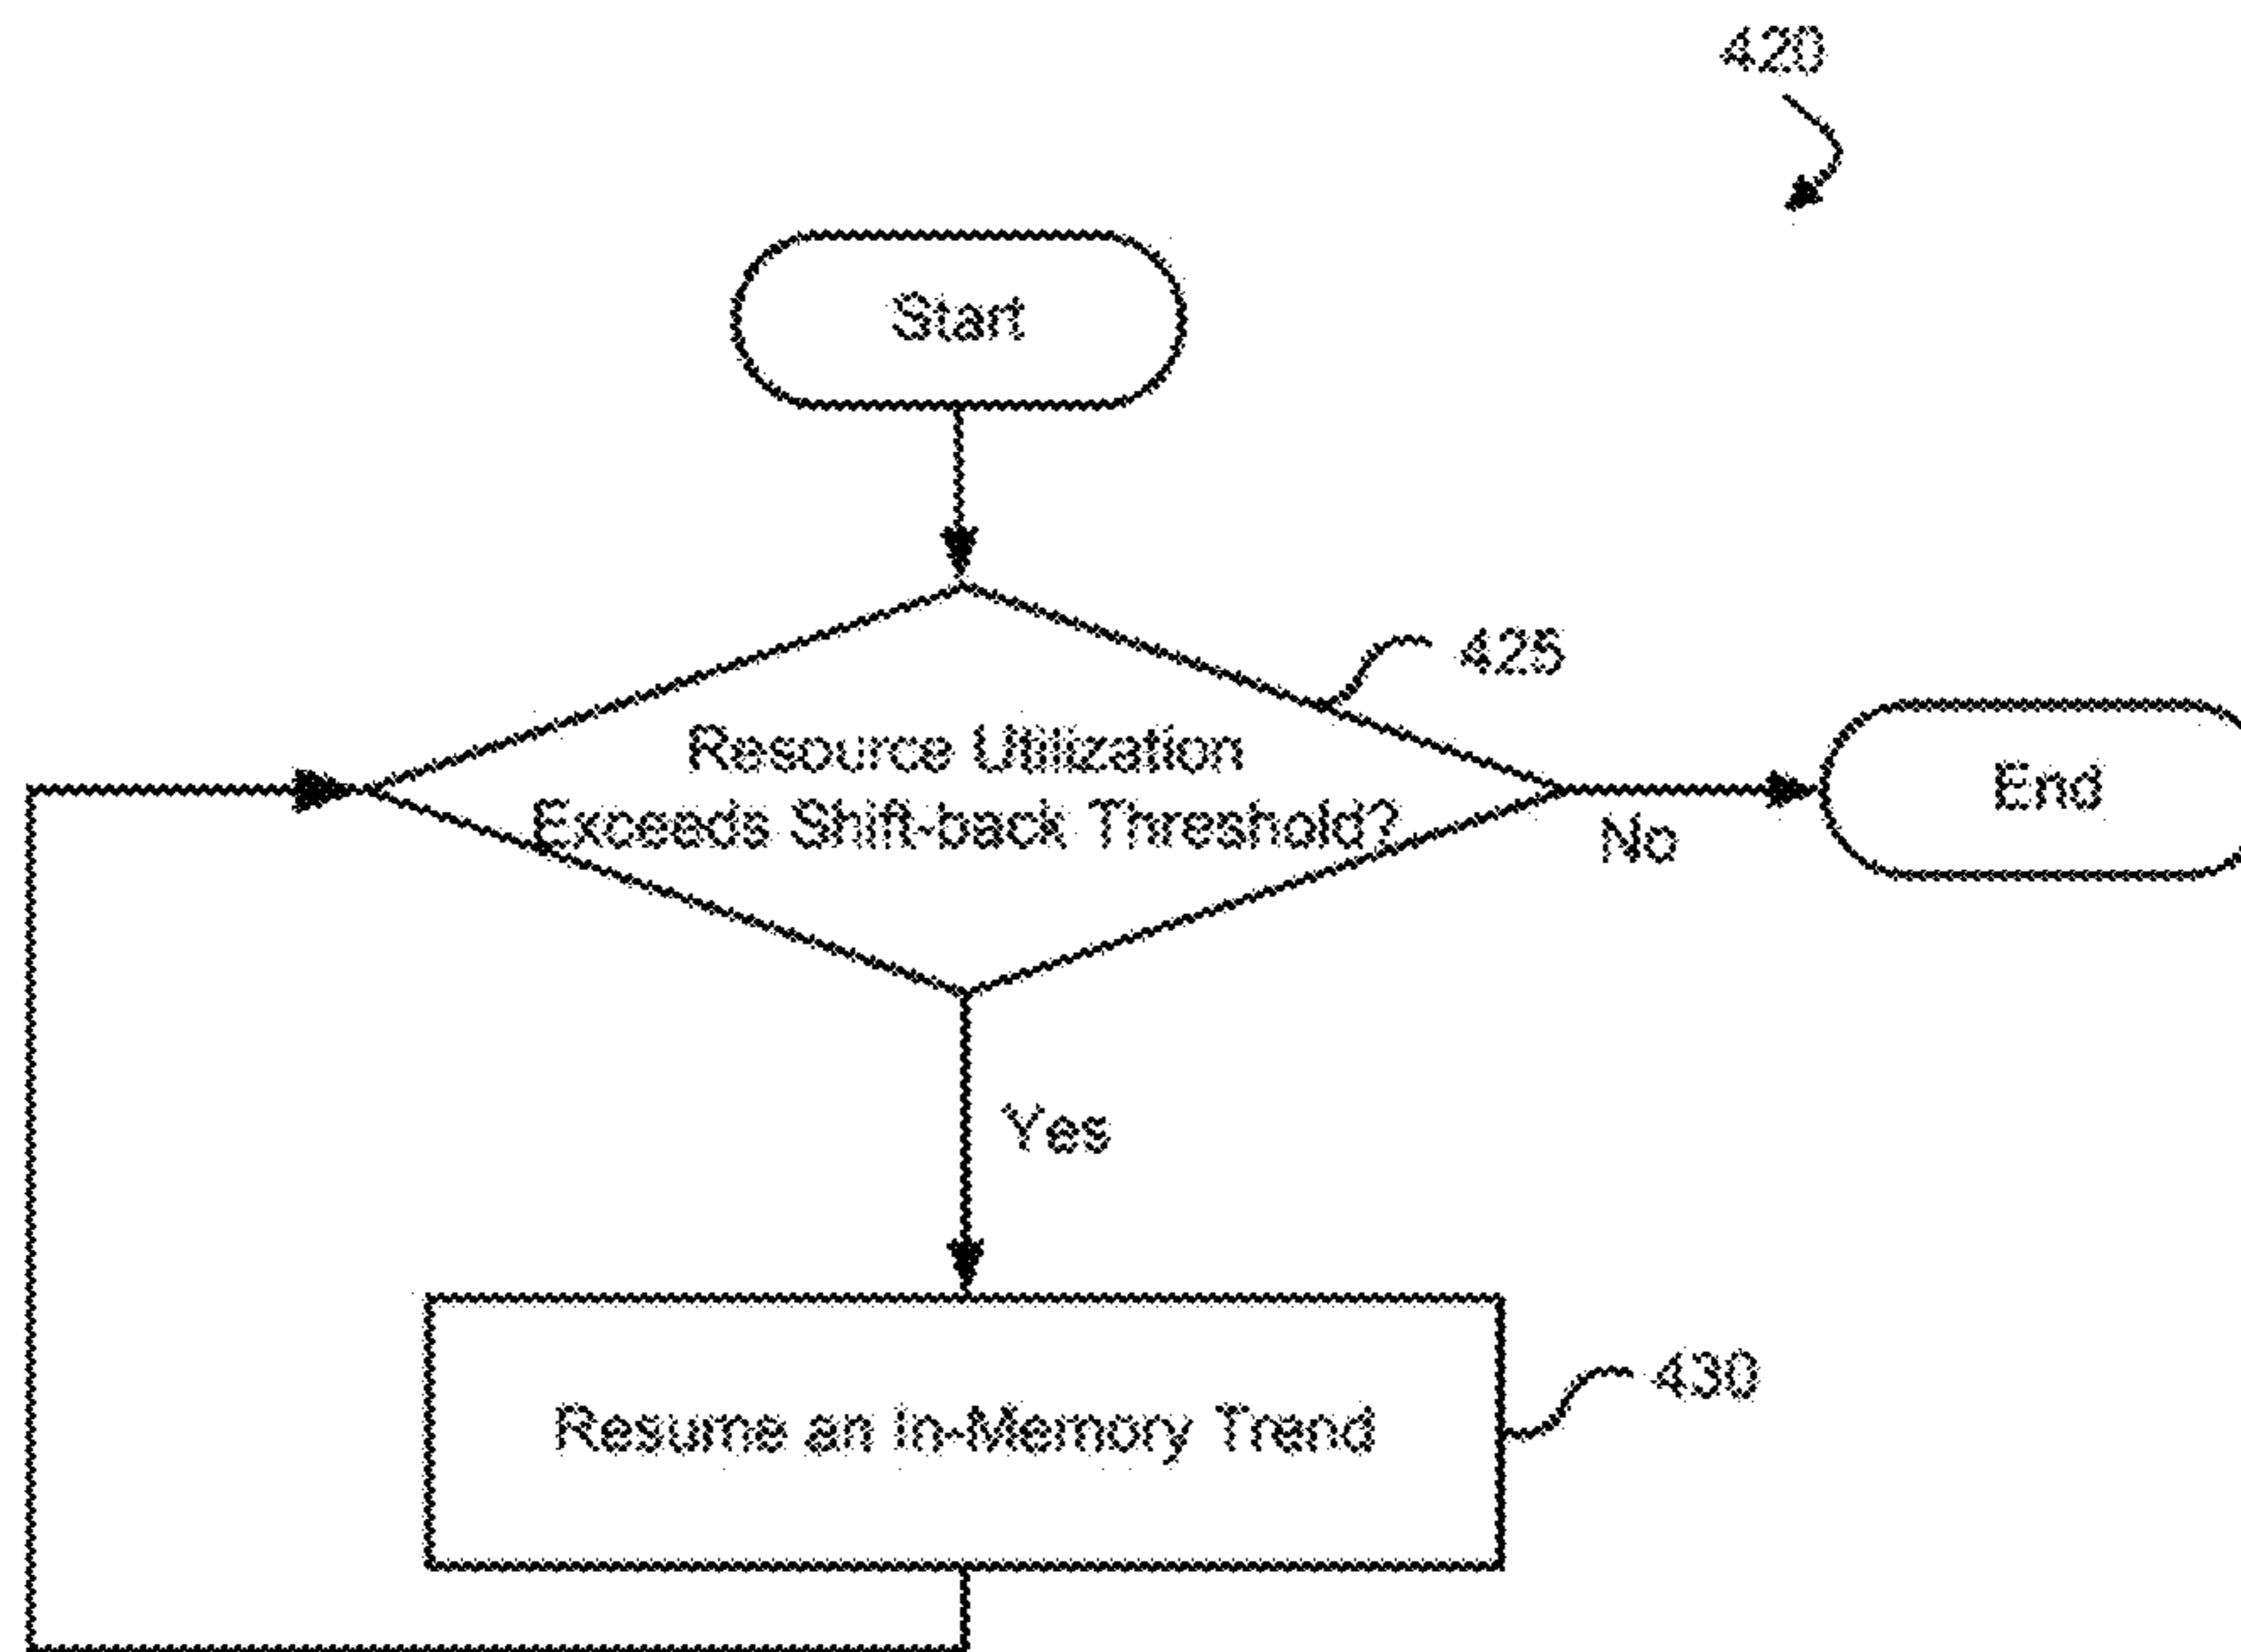 420
Start
425
Resource Utilization
Exceeds Shift-back Threshold?
End
No
Yes
Resume an In-Memory Trend
430